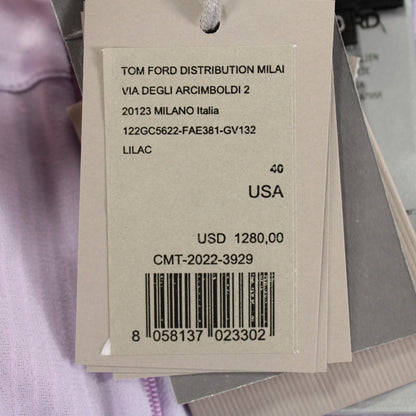 TOM FORD DISTRIBUTION MILAI
VIA DEGLI ARCIMBOLDI 2
20123 MILANO Italia
122GC5622-FAE381-GV132
LILAC
40
USA
USD 1280,00
CMT-2022-3929
8 058137 023302